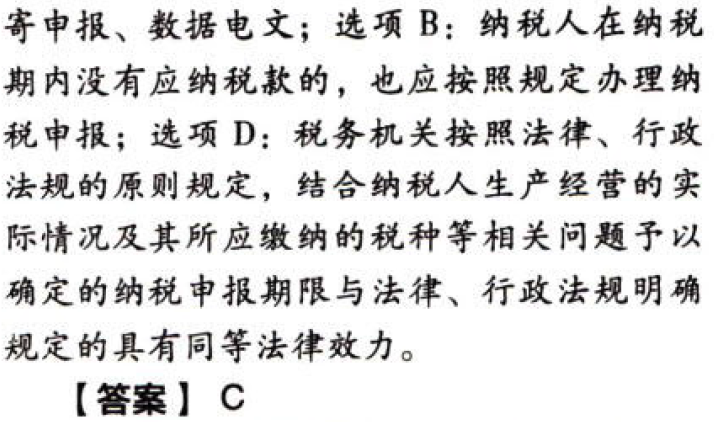 寄申报、数据电文；选项 B：纳税人在纳税
期内没有应纳税款的，也应按照规定办理纳
税申报；选项 D：税务机关按照法律、行政
法规的原则规定，结合纳税人生产经营的实
际情况及其所应缴纳的税种等相关问题予以
确定的纳税申报期限与法律、行政法规明确
规定的具有同等法律效力。
【答案】 C